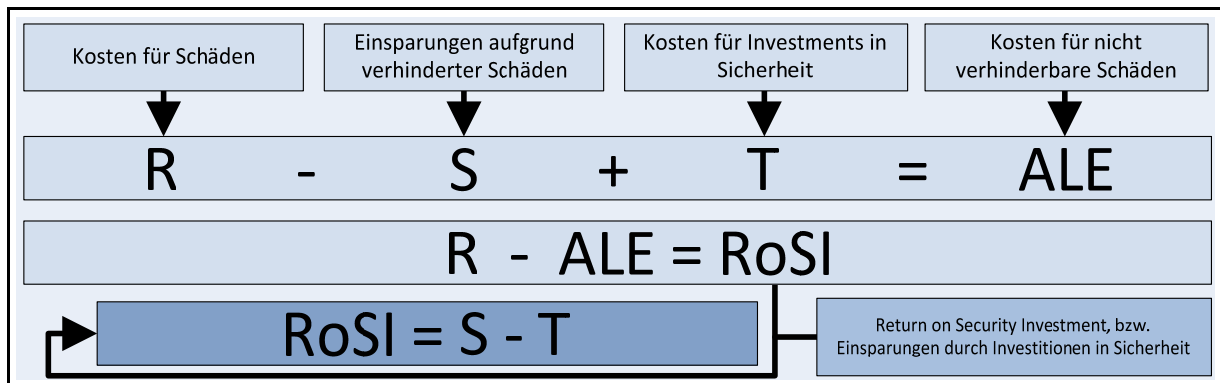 Kosten für Schäden
Einsparungen aufgrund
verhinderter Schäden
Kosten für Investments in
Sicherheit
Kosten für nicht
verhinderbare Schäden
R - S + T = ALE
R - ALE = RoSI
RoSI = S - T
Return on Security Investment, bzw.
Einsparungen durch Investitionen in Sicherheit